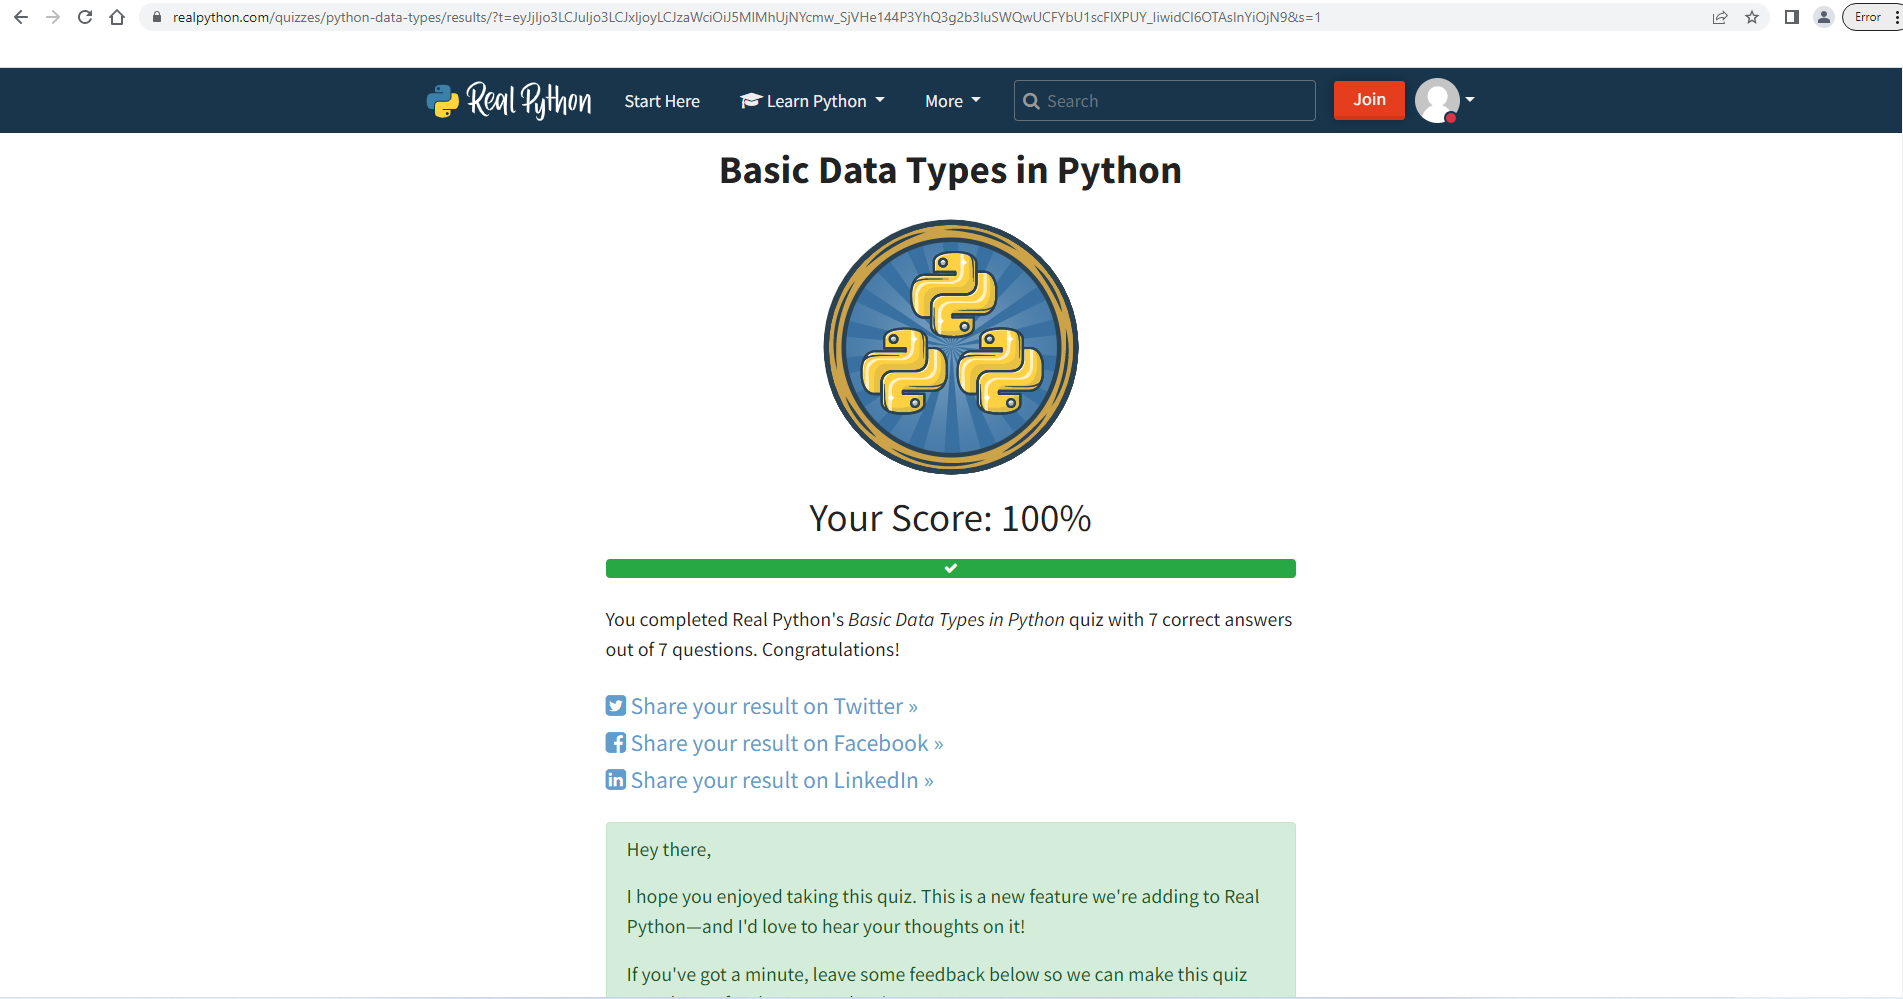 realpython.com/quizzes/python-data-types/results/?t=eyJjIjo3LCJuIjo3LCJxIjoyLCJzaWciOiJ5MlMhUjNYcmw_SjVHe144P3YhQ3g2b3IuSWQwUCFYbU1scFlXPUY_IiwidCI6OTAsInYiOjN9&s=1
Error
Real Python
Start Here
Learn Python
More
Search
Join
Basic Data Types in Python
Your Score: 100%
You completed Real Python's Basic Data Types in Python quiz with 7 correct answers
out of 7 questions. Congratulations!
Share your result on Twitter »
Share your result on Facebook »
Share your result on LinkedIn »
Hey there,
I hope you enjoyed taking this quiz. This is a new feature we're adding to Real
Python—and I'd love to hear your thoughts on it!
If you've got a minute, leave some feedback below so we can make this quiz